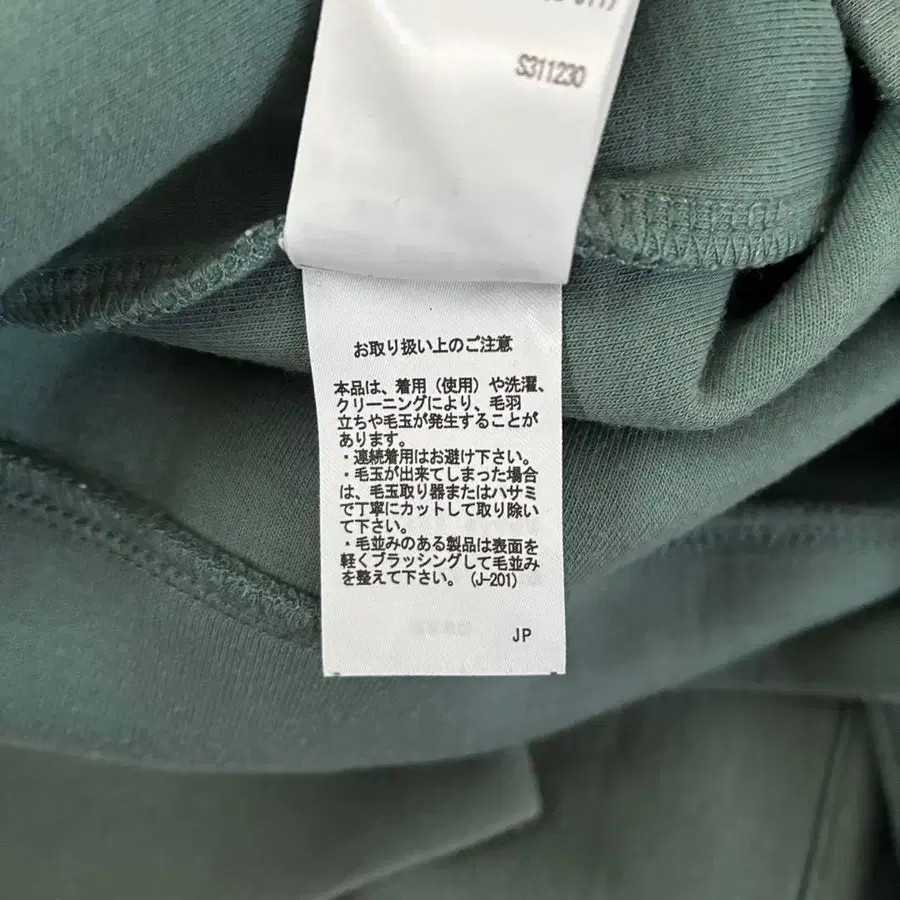 S311230
お取り扱い上のご注意
本品は、着用（使用）や洗濯、
クリーニングにより、毛羽
立ちや毛玉が発生することが
あります。
・連続着用はお避け下さい。
・毛玉が出来てしまった場合
は、毛玉取り器またはハサミ
で丁寧にカットして取り除い
て下さい。
・毛並みのある製品は表面を
軽くブラッシングして毛並み
を整えて下さい。(J-201)
JP